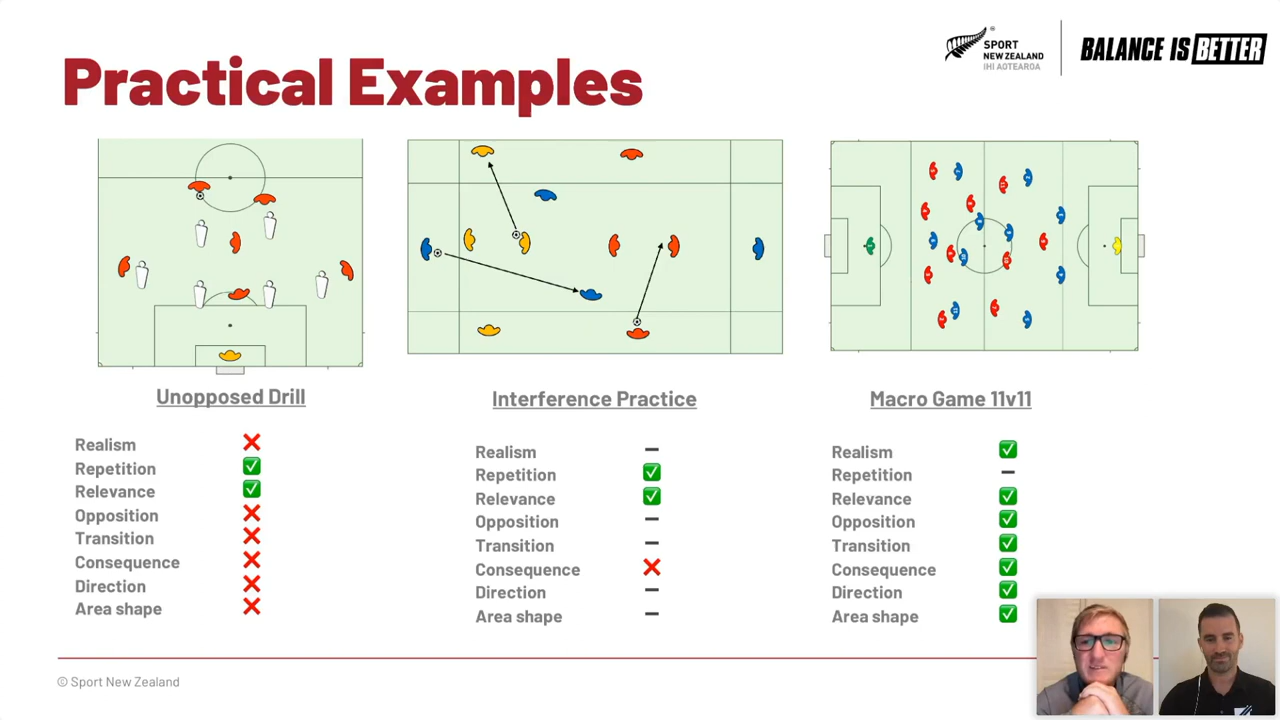 Practical Examples
SPORT
NEW ZEALAND
IHI AOTEAROA
BALANCE IS BETTER
Unopposed Drill
Realism ❌
Repetition ✅
Relevance ✅
Opposition ❌
Transition ❌
Consequence ❌
Direction ❌
Area shape ❌
Interference Practice
Realism –
Repetition ✅
Relevance ✅
Opposition –
Transition –
Consequence ❌
Direction –
Area shape –
Macro Game 11v11
Realism ✅
Repetition –
Relevance ✅
Opposition ✅
Transition ✅
Consequence ✅
Direction ✅
Area shape ✅
© Sport New Zealand